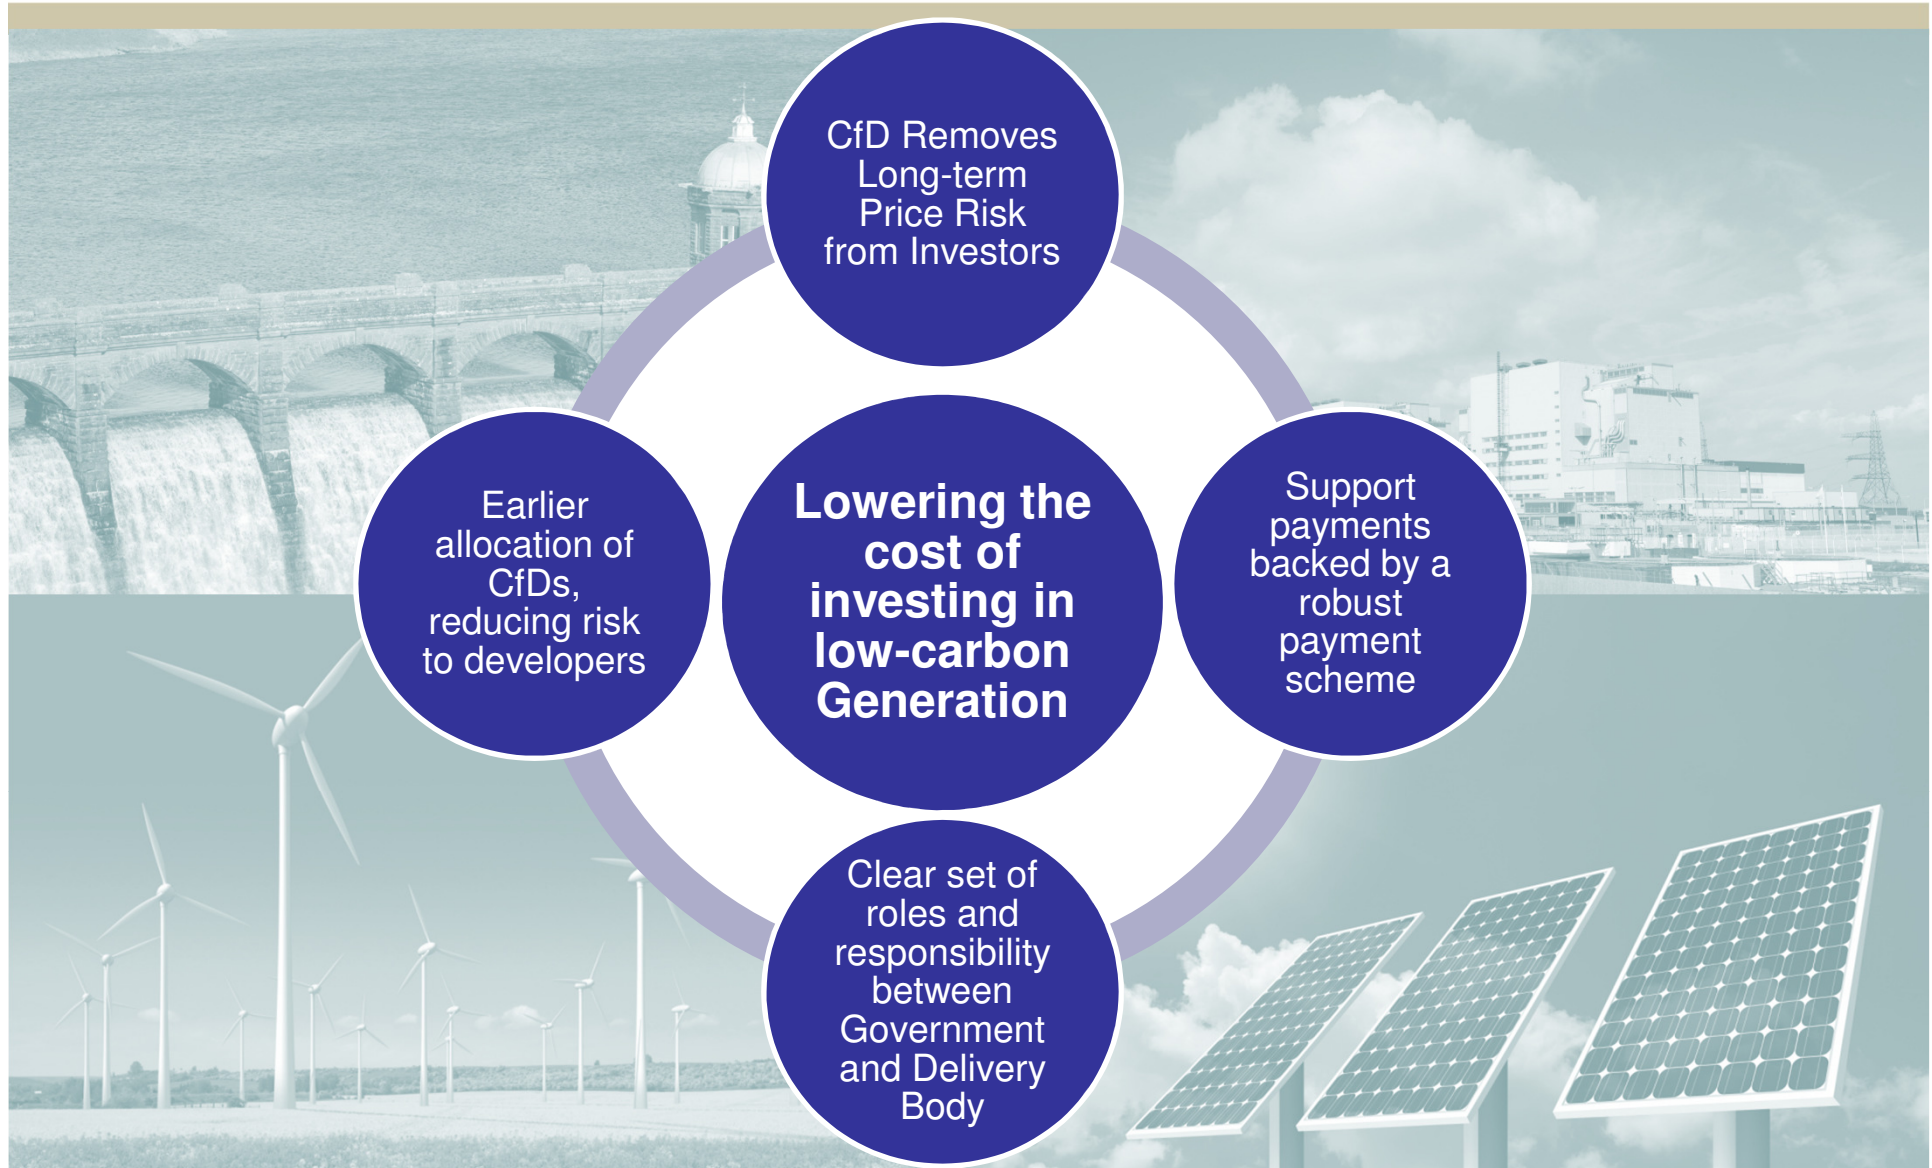 CfD Removes
Long-term
Price Risk
from Investors
Earlier
allocation of
CfDs,
reducing risk
to developers
Lowering the
cost of
investing in
low-carbon
Generation
Support
payments
backed by a
robust
payment
scheme
Clear set of
roles and
responsibility
between
Government
and Delivery
Body